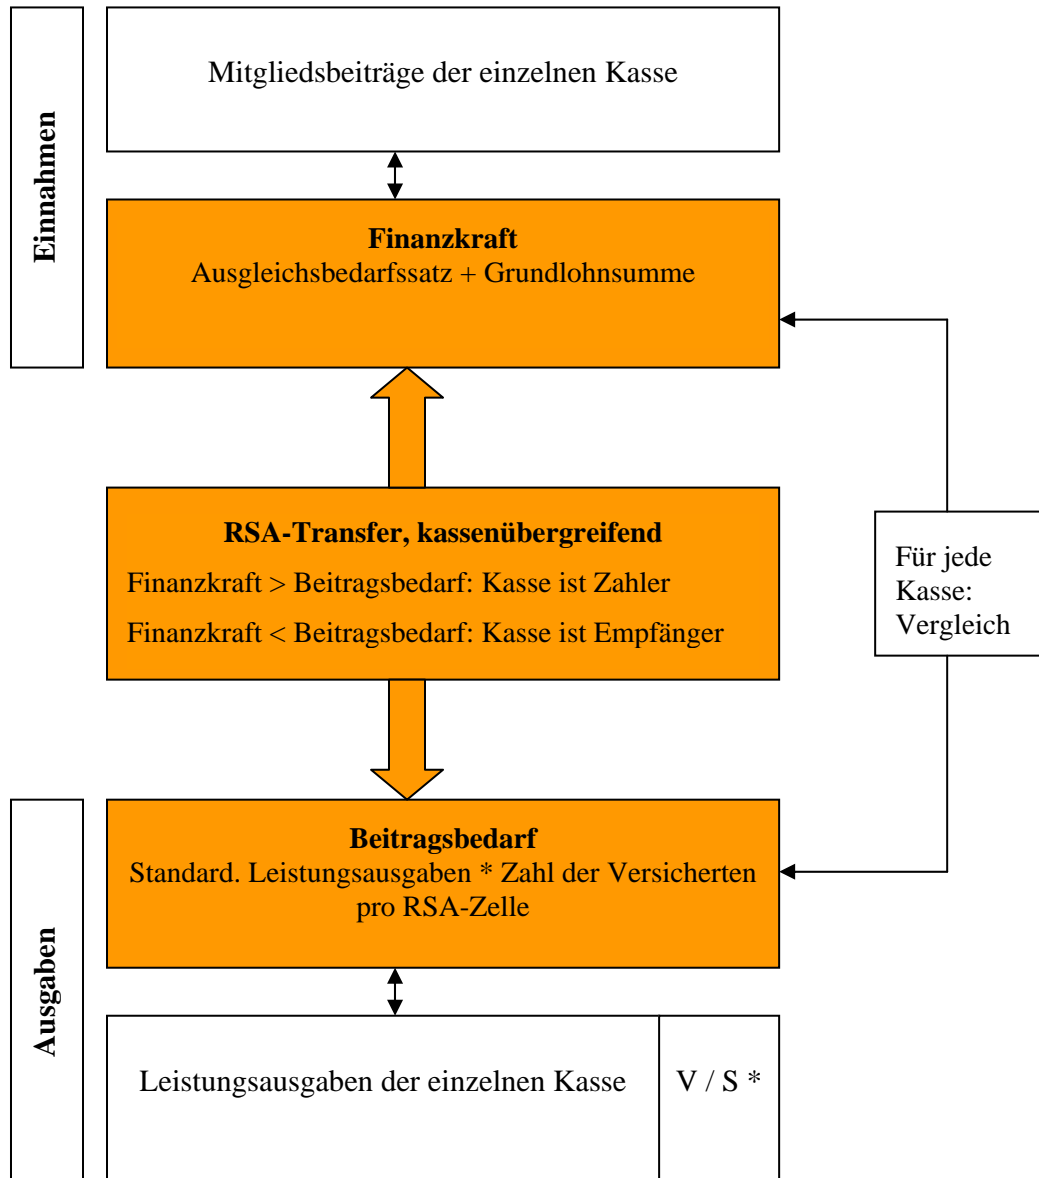 Einnahmen
Mitgliedsbeiträge der einzelnen Kasse
Finanzkraft
Ausgleichsbedarfssatz + Grundlohnsumme
RSA-Transfer, kassenübergreifend
Finanzkraft > Beitragsbedarf: Kasse ist Zahler
Finanzkraft < Beitragsbedarf: Kasse ist Empfänger
Für jede
Kasse:
Vergleich
Ausgaben
Beitragsbedarf
Standard. Leistungsausgaben * Zahl der Versicherten
pro RSA-Zelle
Leistungsausgaben der einzelnen Kasse
V / S *